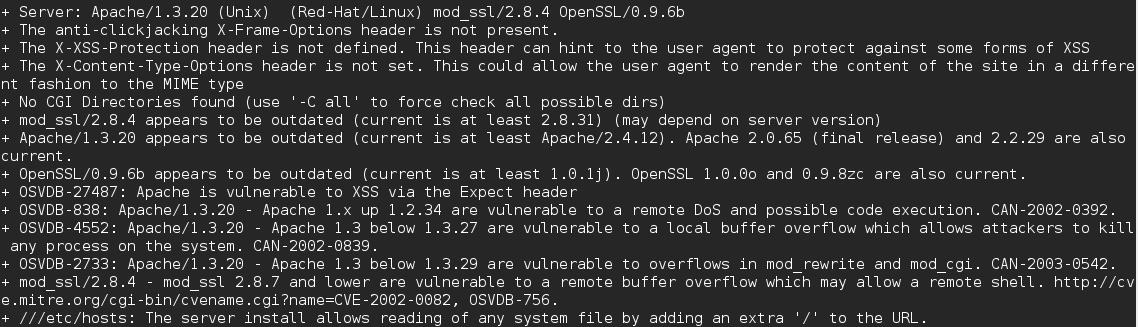 + Server: Apache/1.3.20 (Unix)  (Red-Hat/Linux) mod_ssl/2.8.4 OpenSSL/0.9.6b
+ The anti-clickjacking X-Frame-Options header is not present.
+ The X-XSS-Protection header is not defined. This header can hint to the user agent to protect against some forms of XSS
+ The X-Content-Type-Options header is not set. This could allow the user agent to render the content of the site in a differe
nt fashion to the MIME type
+ No CGI Directories found (use '-C all' to force check all possible dirs)
+ mod_ssl/2.8.4 appears to be outdated (current is at least 2.8.31) (may depend on server version)
+ Apache/1.3.20 appears to be outdated (current is at least Apache/2.4.12). Apache 2.0.65 (final release) and 2.2.29 are also
current.
+ OpenSSL/0.9.6b appears to be outdated (current is at least 1.0.1j). OpenSSL 1.0.0o and 0.9.8zc are also current.
+ OSVDB-27487: Apache is vulnerable to XSS via the Expect header
+ OSVDB-838: Apache/1.3.20 - Apache 1.x up 1.2.34 are vulnerable to a remote DoS and possible code execution. CAN-2002-0392.
+ OSVDB-4552: Apache/1.3.20 - Apache 1.3 below 1.3.27 are vulnerable to a local buffer overflow which allows attackers to kill
 any process on the system. CAN-2002-0839.
+ OSVDB-2733: Apache/1.3.20 - Apache 1.3 below 1.3.29 are vulnerable to overflows in mod_rewrite and mod_cgi. CAN-2003-0542.
+ mod_ssl/2.8.4 - mod_ssl 2.8.7 and lower are vulnerable to a remote buffer overflow which may allow a remote shell. http://cv
e.mitre.org/cgi-bin/cvename.cgi?name=CVE-2002-0082, OSVDB-756.
+ ///etc/hosts: The server install allows reading of any system file by adding an extra '/' to the URL.